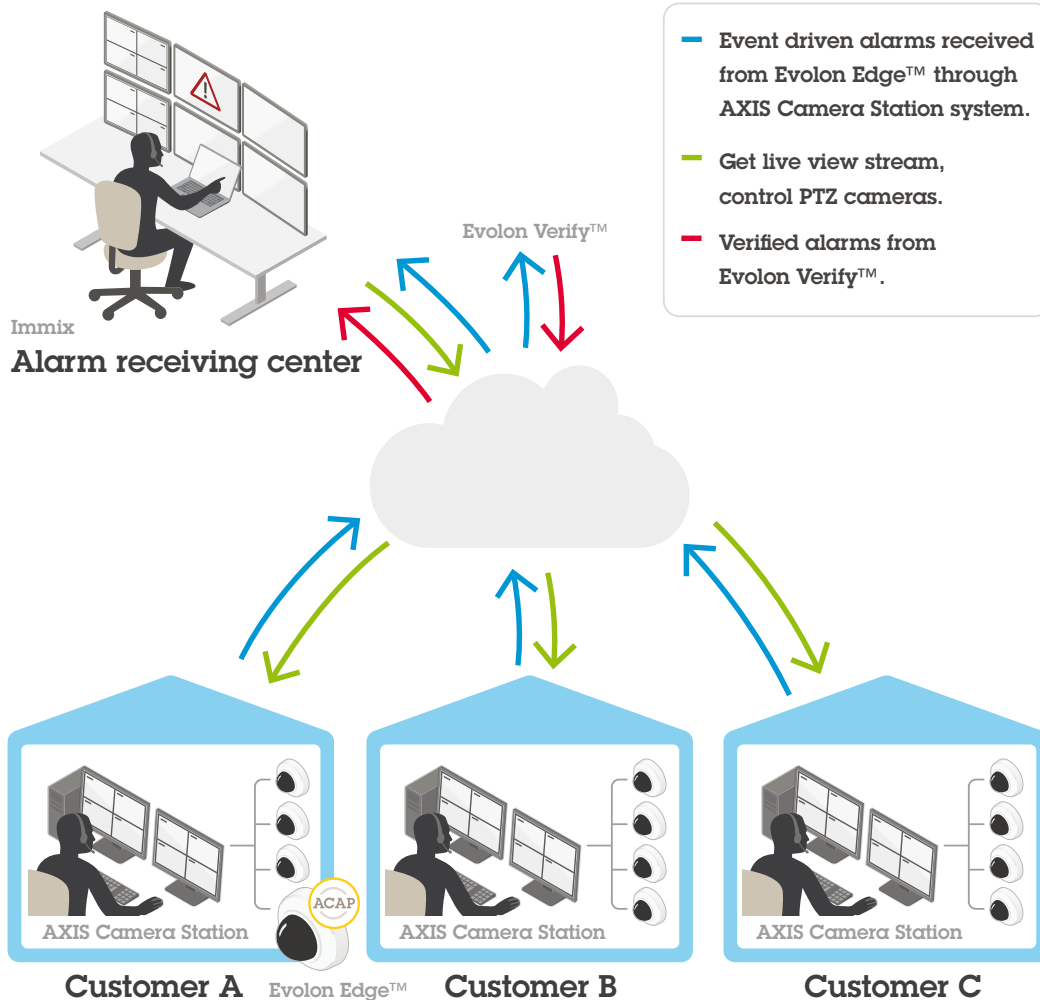 Event driven alarms received
from Evolon Edge™ through
AXIS Camera Station system.
Get live view stream,
control PTZ cameras.
Verified alarms from
Evolon Verify™.
Evolon Verify™
Immix
Alarm receiving center
ACAP
AXIS Camera Station
AXIS Camera Station
AXIS Camera Station
Customer A
Evolon Edge™
Customer B
Customer C